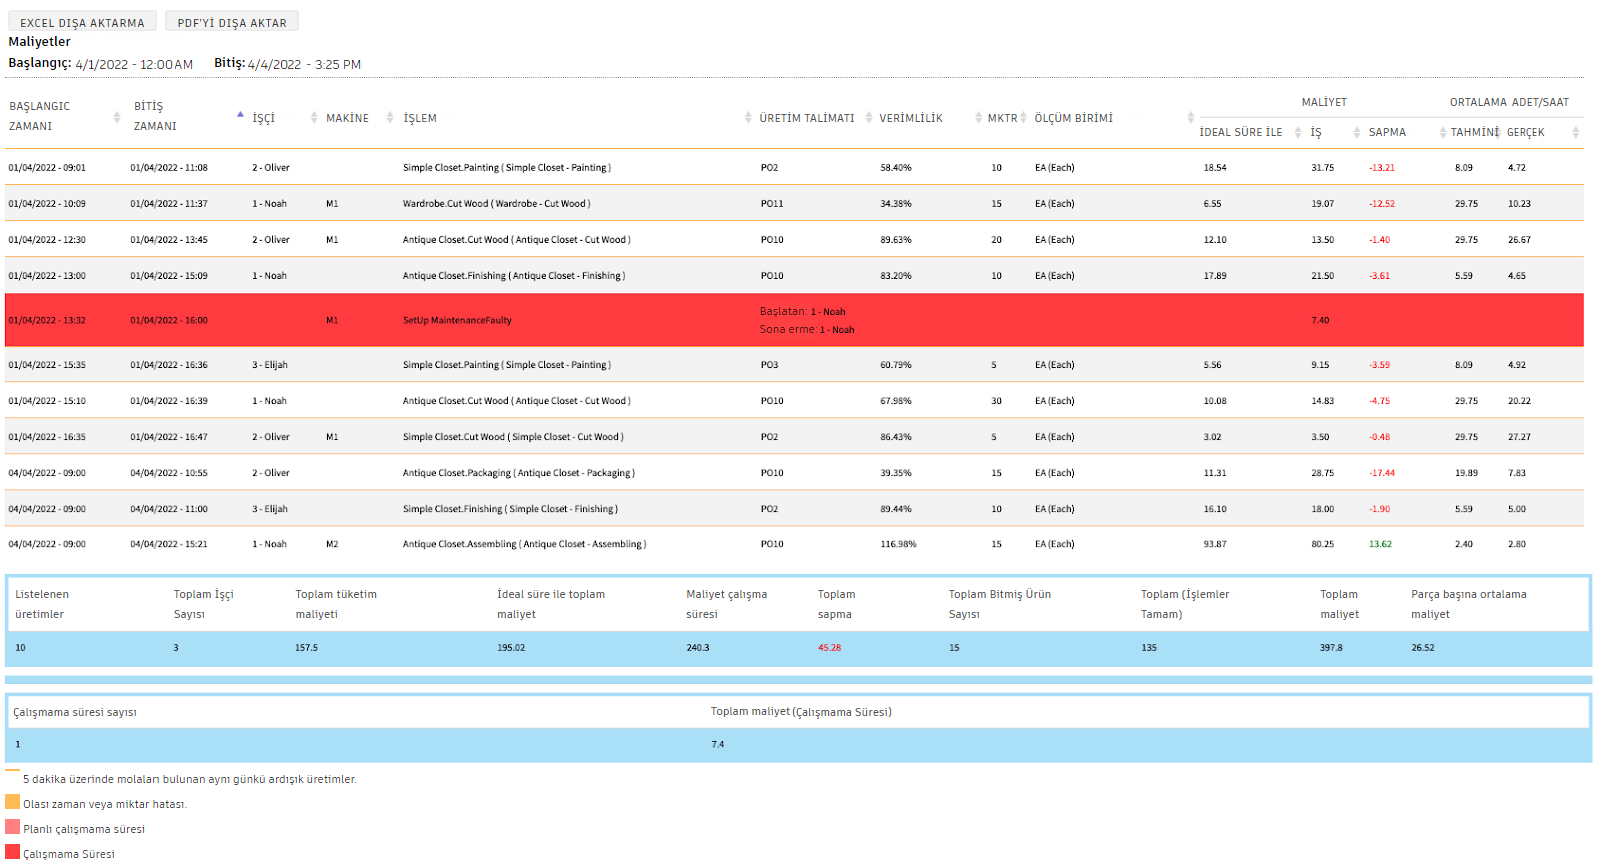 EXCEL DIŞA AKTARMA PDF'Yİ DIŞA AKTAR
Maliyetler
Başlangıç: 4/1/2022 - 12:00 AM Bitiş: 4/4/2022 - 3:25 PM
BAŞLANGIC ZAMANI BİTİŞ ZAMANI İŞÇİ MAKİNE İŞLEM ÜRETİM TALIMATI VERİMLİLİK MKTR ÖLÇÜM BİRİMİ MALİYET ORTALAMA ADET/SAAT
İDEAL SÜRE İLE İŞ SAPMA TAHMİNİ GERÇEK
01/04/2022 - 09:01 01/04/2022 - 11:08 2 - Oliver Simple Closet.Painting ( Simple Closet - Painting ) PO2 58.40% 10 EA (Each) 18.54 31.75 -13.21 8.09 4.72
01/04/2022 - 10:09 01/04/2022 - 11:37 1 - Noah M1 Wardrobe.Cut Wood ( Wardrobe - Cut Wood ) PO11 34.38% 15 EA (Each) 6.55 19.07 -12.52 29.75 10.23
01/04/2022 - 12:30 01/04/2022 - 13:45 2 - Oliver M1 Antique Closet.Cut Wood ( Antique Closet - Cut Wood ) PO10 89.63% 20 EA (Each) 12.10 13.50 -1.40 29.75 26.67
01/04/2022 - 13:00 01/04/2022 - 15:09 1 - Noah Antique Closet.Finishing ( Antique Closet - Finishing ) PO10 83.20% 10 EA (Each) 17.89 21.50 -3.61 5.59 4.65
01/04/2022 - 13:32 01/04/2022 - 16:00 M1 SetUp MaintenanceFaulty Başlatan: 1 - Noah 7.40
Sona erme: 1 - Noah
01/04/2022 - 15:35 01/04/2022 - 16:36 3 - Elijah Simple Closet.Painting ( Simple Closet - Painting ) PO3 60.79% 5 EA (Each) 5.56 9.15 -3.59 8.09 4.92
01/04/2022 - 15:10 01/04/2022 - 16:39 1 - Noah Antique Closet.Cut Wood ( Antique Closet - Cut Wood ) PO10 67.98% 30 EA (Each) 10.08 14.83 -4.75 29.75 20.22
01/04/2022 - 16:35 01/04/2022 - 16:47 2 - Oliver M1 Simple Closet.Cut Wood ( Simple Closet - Cut Wood ) PO2 86.43% 5 EA (Each) 3.02 3.50 -0.48 29.75 27.27
04/04/2022 - 09:00 04/04/2022 - 10:55 2 - Oliver Antique Closet.Packaging ( Antique Closet - Packaging ) PO10 39.35% 15 EA (Each) 11.31 28.75 -17.44 19.89 7.83
04/04/2022 - 09:00 04/04/2022 - 11:00 3 - Elijah Simple Closet.Finishing ( Simple Closet - Finishing ) PO2 89.44% 10 EA (Each) 16.10 18.00 -1.90 5.59 5.00
04/04/2022 - 09:00 04/04/2022 - 15:21 1 - Noah M2 Antique Closet.Assembling ( Antique Closet - Assembling ) PO10 116.98% 15 EA (Each) 93.87 80.25 13.62 2.40 2.80
Listelenen üretimler Toplam İşçi Sayısı Toplam tüketim maliyeti İdeal süre ile toplam maliyet Maliyet çalışma süresi Toplam sapma Toplam Bitmiş Ürün Sayısı Toplam (İşlemler Tamam) Toplam maliyet Parça başına ortalama maliyet
10 3 157.5 195.02 240.3 45.28 15 135 397.8 26.52
Çalışmama süresi sayısı Toplam maliyet (Çalışmama Süresi)
1 7.4
5 dakika üzerinde molaları bulunan aynı günkü ardışık üretimler.
Olası zaman veya miktar hatası.
Planlı çalışmama süresi
Çalışmama Süresi